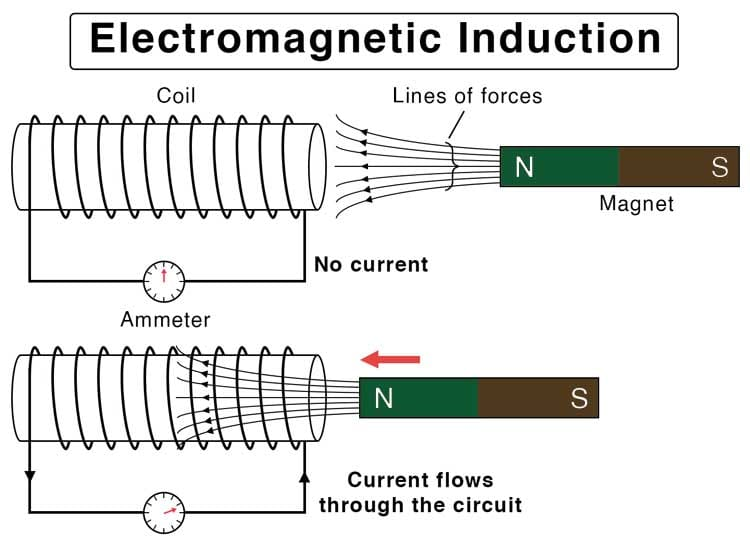 Electromagnetic Induction
Coil
Lines of forces
N
S
Magnet
No current
Ammeter
N
S
Current flows
through the circuit